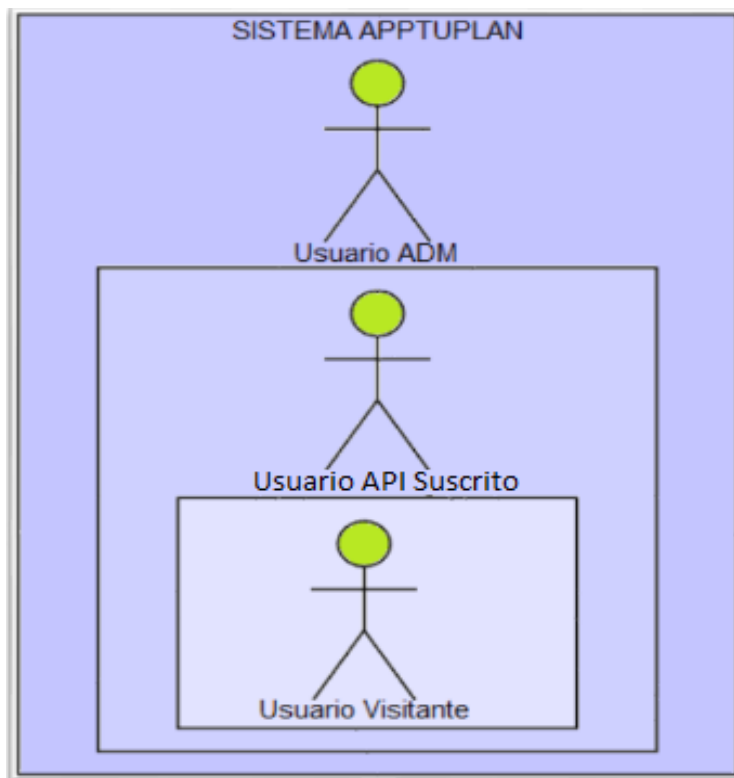 SISTEMA APPTUPLAN
Usuario ADM
Usuario API Suscrito
Usuario Visitante